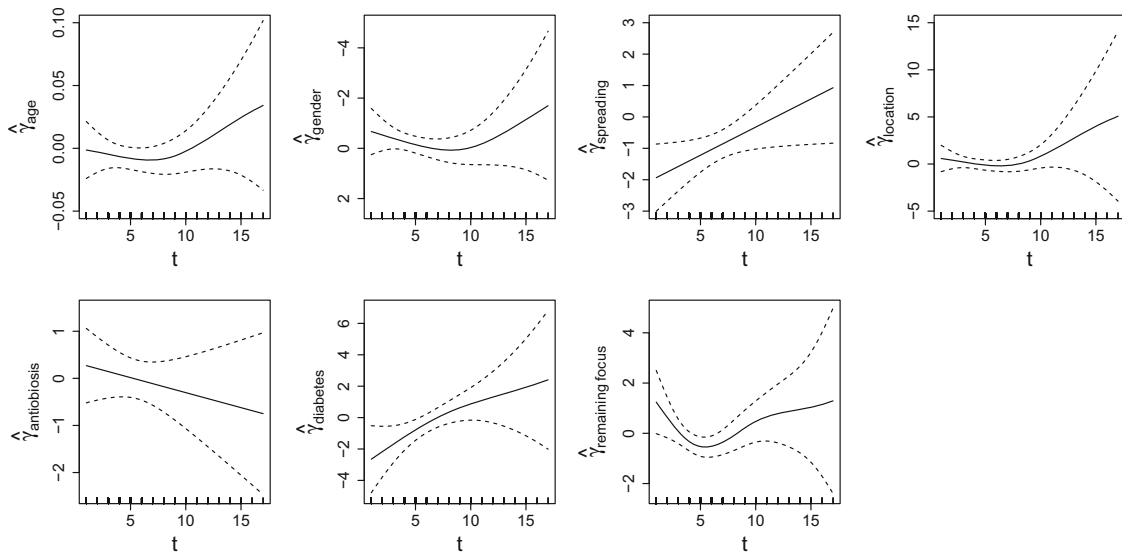 γ̂age
−0.05 0.00 0.05 0.10
5 10 15
t
γ̂gender
2 0 −2 −4
5 10 15
t
γ̂spreading
−3 −2 −1 0 1 2 3
5 10 15
t
γ̂location
−5 0 5 10 15
5 10 15
t
γ̂antiobiosis
−2 −1 0 1
5 10 15
t
γ̂diabetes
−4 −2 0 2 4 6
5 10 15
t
γ̂remaining focus
−2 0 2 4
5 10 15
t